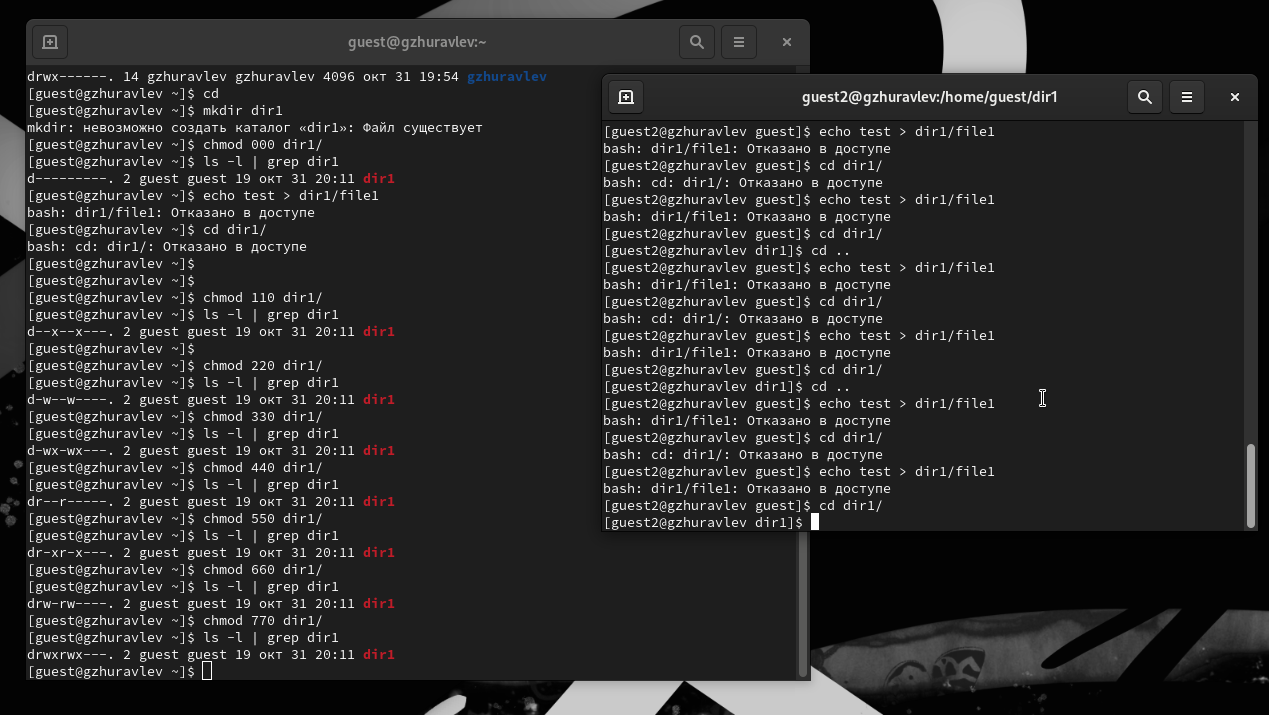 guest@gzhuravlev:~
drwx------. 14 gzhuravlev gzhuravlev 4096 окт 31 19:54 gzhuravlev
[guest@gzhuravlev ~]$ cd
[guest@gzhuravlev ~]$ mkdir dir1
mkdir: невозможно создать каталог «dir1»: Файл существует
[guest@gzhuravlev ~]$ chmod 000 dir1/
[guest@gzhuravlev ~]$ ls -l | grep dir1
d---------. 2 guest guest 19 окт 31 20:11 dir1
[guest@gzhuravlev ~]$ echo test > dir1/file1
bash: dir1/file1: Отказано в доступе
[guest@gzhuravlev ~]$ cd dir1/
bash: cd: dir1/: Отказано в доступе
[guest@gzhuravlev ~]$
[guest@gzhuravlev ~]$
[guest@gzhuravlev ~]$ chmod 110 dir1/
[guest@gzhuravlev ~]$ ls -l | grep dir1
d--x--x---. 2 guest guest 19 окт 31 20:11 dir1
[guest@gzhuravlev ~]$
[guest@gzhuravlev ~]$ chmod 220 dir1/
[guest@gzhuravlev ~]$ ls -l | grep dir1
d-w--w----. 2 guest guest 19 окт 31 20:11 dir1
[guest@gzhuravlev ~]$ chmod 330 dir1/
[guest@gzhuravlev ~]$ ls -l | grep dir1
d-wx-wx---. 2 guest guest 19 окт 31 20:11 dir1
[guest@gzhuravlev ~]$ chmod 440 dir1/
[guest@gzhuravlev ~]$ ls -l | grep dir1
dr--r-----. 2 guest guest 19 окт 31 20:11 dir1
[guest@gzhuravlev ~]$ chmod 550 dir1/
[guest@gzhuravlev ~]$ ls -l | grep dir1
dr-xr-x---. 2 guest guest 19 окт 31 20:11 dir1
[guest@gzhuravlev ~]$ chmod 660 dir1/
[guest@gzhuravlev ~]$ ls -l | grep dir1
drw-rw----. 2 guest guest 19 окт 31 20:11 dir1
[guest@gzhuravlev ~]$ chmod 770 dir1/
[guest@gzhuravlev ~]$ ls -l | grep dir1
drwxrwx---. 2 guest guest 19 окт 31 20:11 dir1
[guest@gzhuravlev ~]$
guest2@gzhuravlev:/home/guest/dir1
[guest2@gzhuravlev guest]$ echo test > dir1/file1
bash: dir1/file1: Отказано в доступе
[guest2@gzhuravlev guest]$ cd dir1/
bash: cd: dir1/: Отказано в доступе
[guest2@gzhuravlev guest]$ echo test > dir1/file1
bash: dir1/file1: Отказано в доступе
[guest2@gzhuravlev guest]$ cd dir1/
[guest2@gzhuravlev dir1]$ cd ..
[guest2@gzhuravlev guest]$ echo test > dir1/file1
bash: dir1/file1: Отказано в доступе
[guest2@gzhuravlev guest]$ cd dir1/
bash: cd: dir1/: Отказано в доступе
[guest2@gzhuravlev guest]$ echo test > dir1/file1
bash: dir1/file1: Отказано в доступе
[guest2@gzhuravlev guest]$ cd dir1/
[guest2@gzhuravlev dir1]$ cd ..
[guest2@gzhuravlev guest]$ echo test > dir1/file1
bash: dir1/file1: Отказано в доступе
[guest2@gzhuravlev guest]$ cd dir1/
bash: cd: dir1/: Отказано в доступе
[guest2@gzhuravlev guest]$ echo test > dir1/file1
bash: dir1/file1: Отказано в доступе
[guest2@gzhuravlev guest]$ cd dir1/
[guest2@gzhuravlev dir1]$